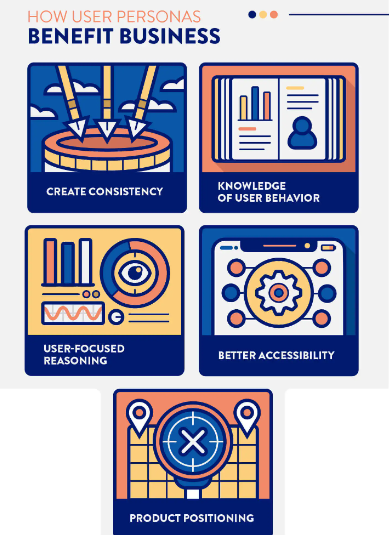 HOW USER PERSONAS
BENEFIT BUSINESS
CREATE CONSISTENCY
KNOWLEDGE
OF USER BEHAVIOR
USER-FOCUSED
REASONING
BETTER ACCESSIBILITY
PRODUCT POSITIONING